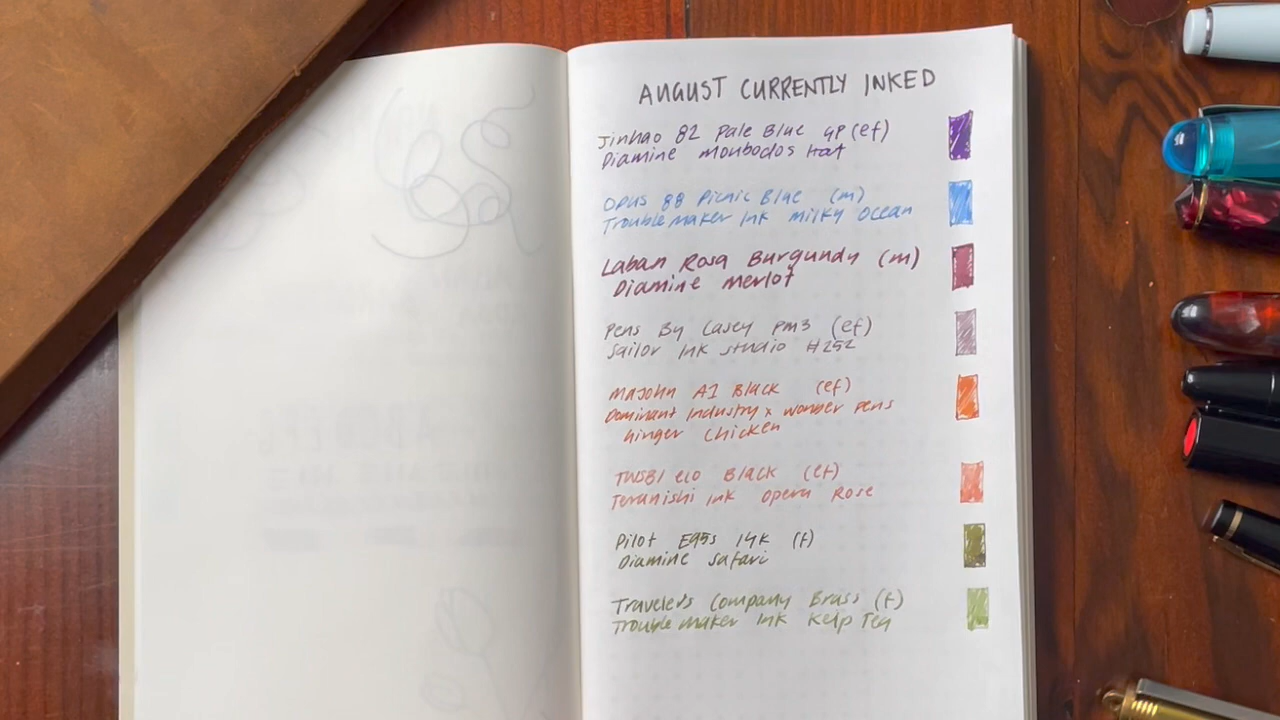 AUGUST CURRENTLY INKED
Jinhao 82 Pale Blue GP (ef)
Diamine Monbodos Hat
Opus 88 Picnic Blue (m)
Troublemaker Ink Milky Ocean
Laban Rosa Burgundy (m)
Diamine Merlot
Pens By Casey PM3 (ef)
Sailor Ink Studio #252
Majohn A1 Black (ef)
Dominant Industry x Wonder Pens
Ginger Chicken
TWSBI eco Black (ef)
Teranishi Ink Opera Rose
Pilot E95s 14K (f)
Diamine Safari
Travelers Company Brass (f)
Troublemaker Ink Kelp Tea